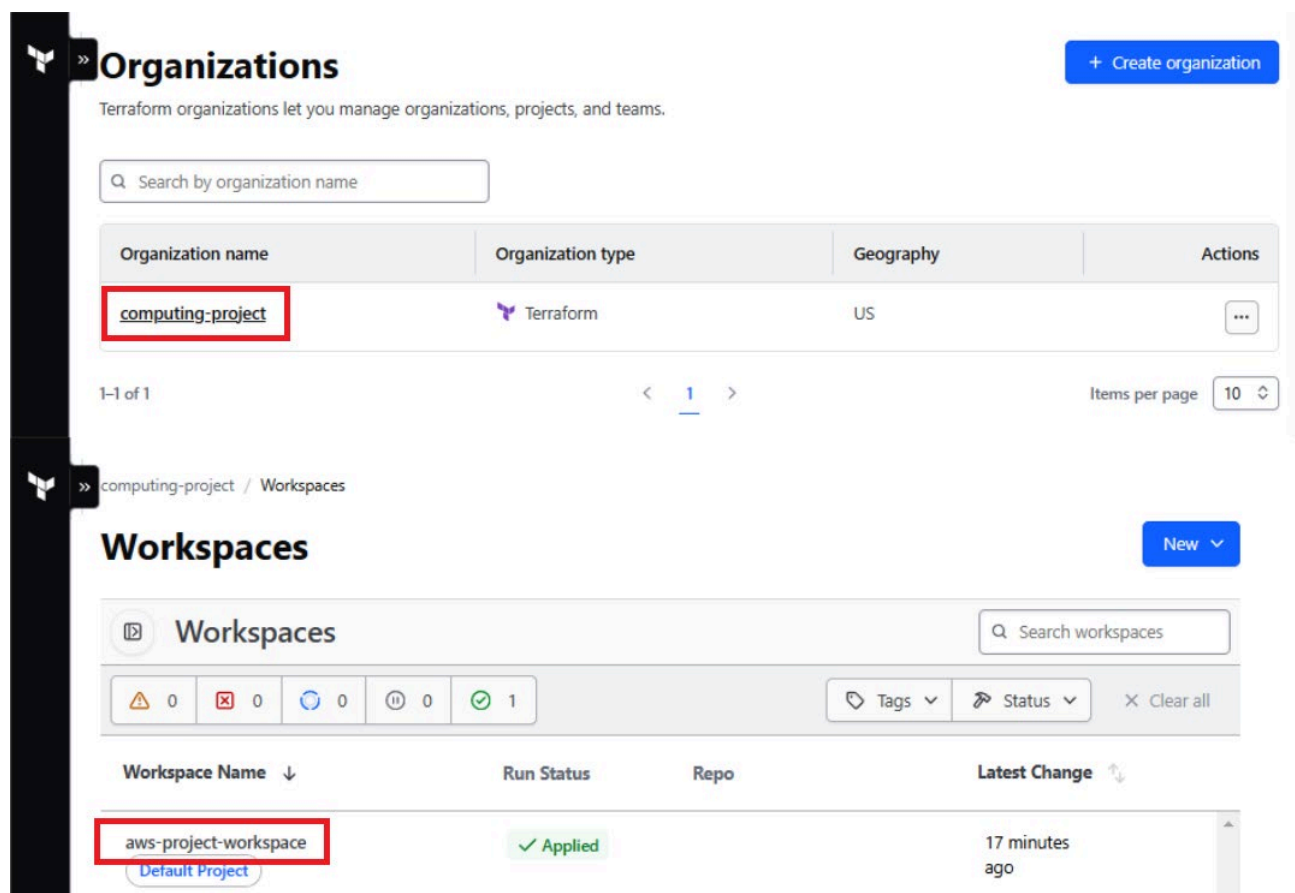 Organizations
+ Create organization
Terraform organizations let you manage organizations, projects, and teams.
Search by organization name
Organization name Organization type Geography Actions
computing-project Terraform US
1–1 of 1 < 1 > Items per page 10
computing-project / Workspaces
Workspaces
New
Workspaces
Search workspaces
0 0 0 0 1 Tags Status × Clear all
Workspace Name ↓ Run Status Repo Latest Change
aws-project-workspace ✓ Applied 17 minutes
Default Project ago